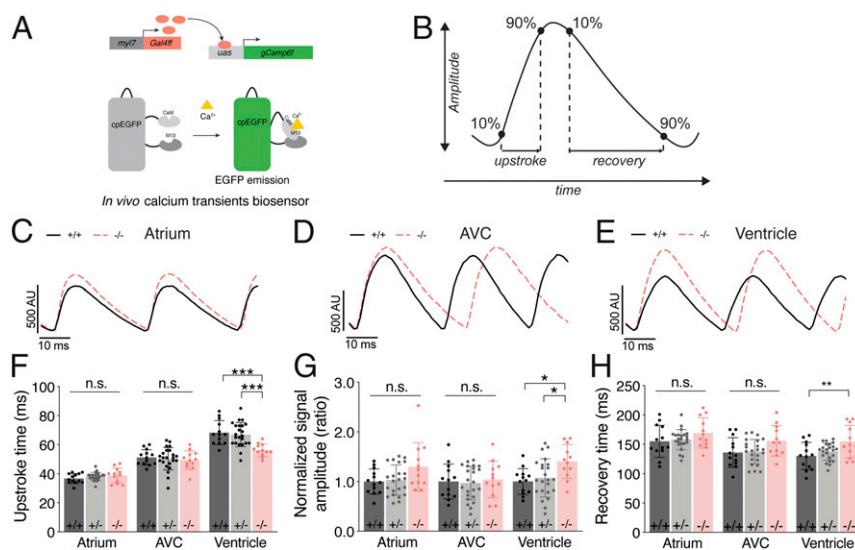 A
myl7 Gal4ff
uas gCamp6f
cpEGFP
CaM
M13
Ca²⁺
cpEGFP
CaM
Ca²⁺
M13
EGFP emission
In vivo calcium transients biosensor
B
Amplitude
90% 10%
10% 90%
upstroke recovery
time
C +/+ -/- Atrium
500 AU
10 ms
D +/+ -/- AVC
500 AU
10 ms
E +/+ -/- Ventricle
500 AU
10 ms
F
Upstroke time (ms)
100
80
60
40
20
0
n.s. n.s. ***
***
+/+ +/- -/- +/+ +/- -/- +/+ +/- -/-
Atrium AVC Ventricle
G
Normalized signal
amplitude (ratio)
3.0
2.0
1.0
0.0
n.s. n.s. *
*
+/+ +/- -/- +/+ +/- -/- +/+ +/- -/-
Atrium AVC Ventricle
H
Recovery time (ms)
250
200
150
100
50
0
n.s. n.s. **
+/+ +/- -/- +/+ +/- -/- +/+ +/- -/-
Atrium AVC Ventricle